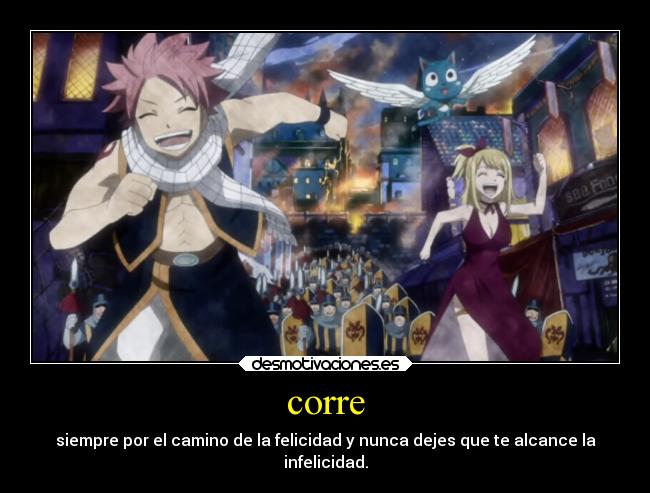 desmotivaciones.es
corre
siempre por el camino de la felicidad y nunca dejes que te alcance la
infelicidad.